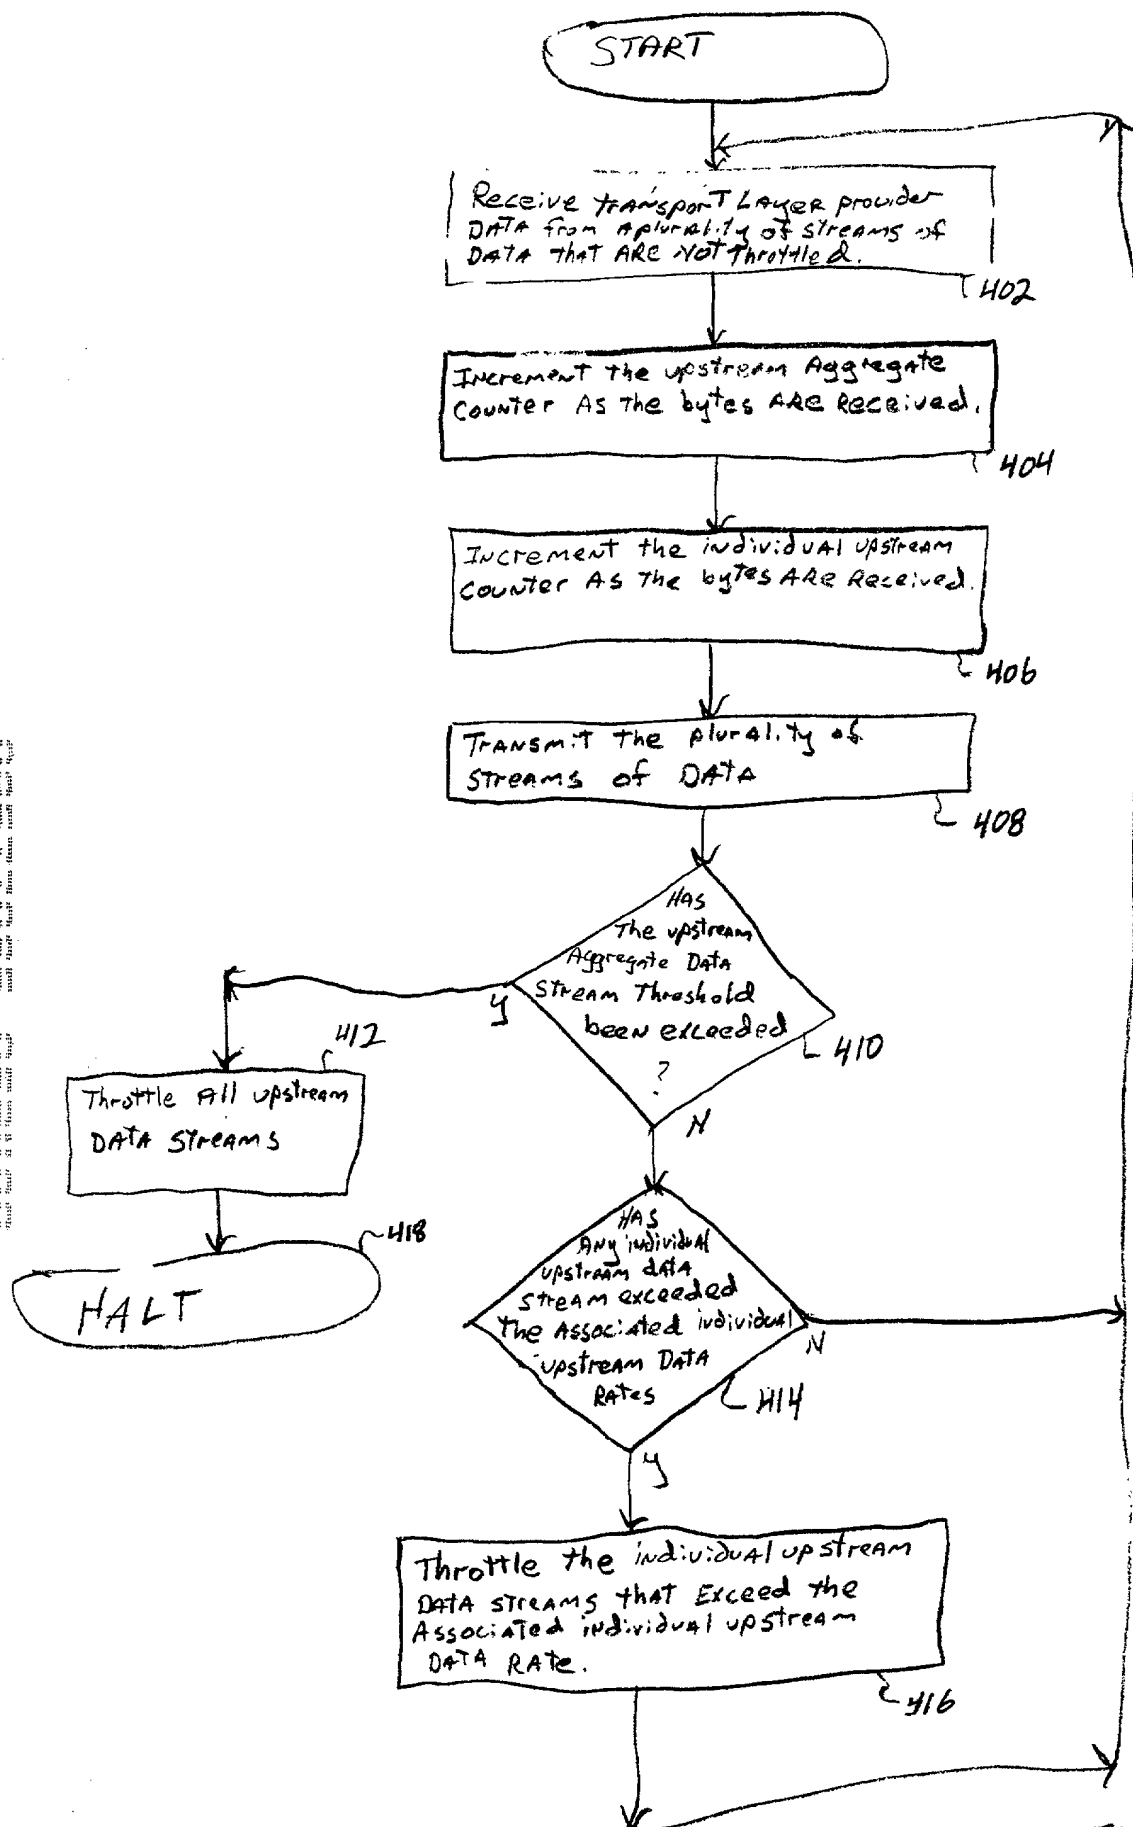 START
Receive transport Layer provider
DATA from a plurality of streams of
DATA that ARE Not Throttled.
402
Increment the upstream Aggregate
counter As the bytes ARE Received.
404
Increment the individual upstream
counter As the bytes ARE Received.
406
Transmit the plurality of
streams of DATA
408
HAS
The upstream
Aggregate Data
Stream Threshold
been exceeded
?
410
Y
N
412
Throttle All upstream
DATA streams
418
HALT
HAS
Any individual
upstream data
stream exceeded
the Associated individual
upstream Data
Rates
N
414
Y
Throttle the individual upstream
DATA streams that Exceed the
Associated individual upstream
DATA RATE.
416